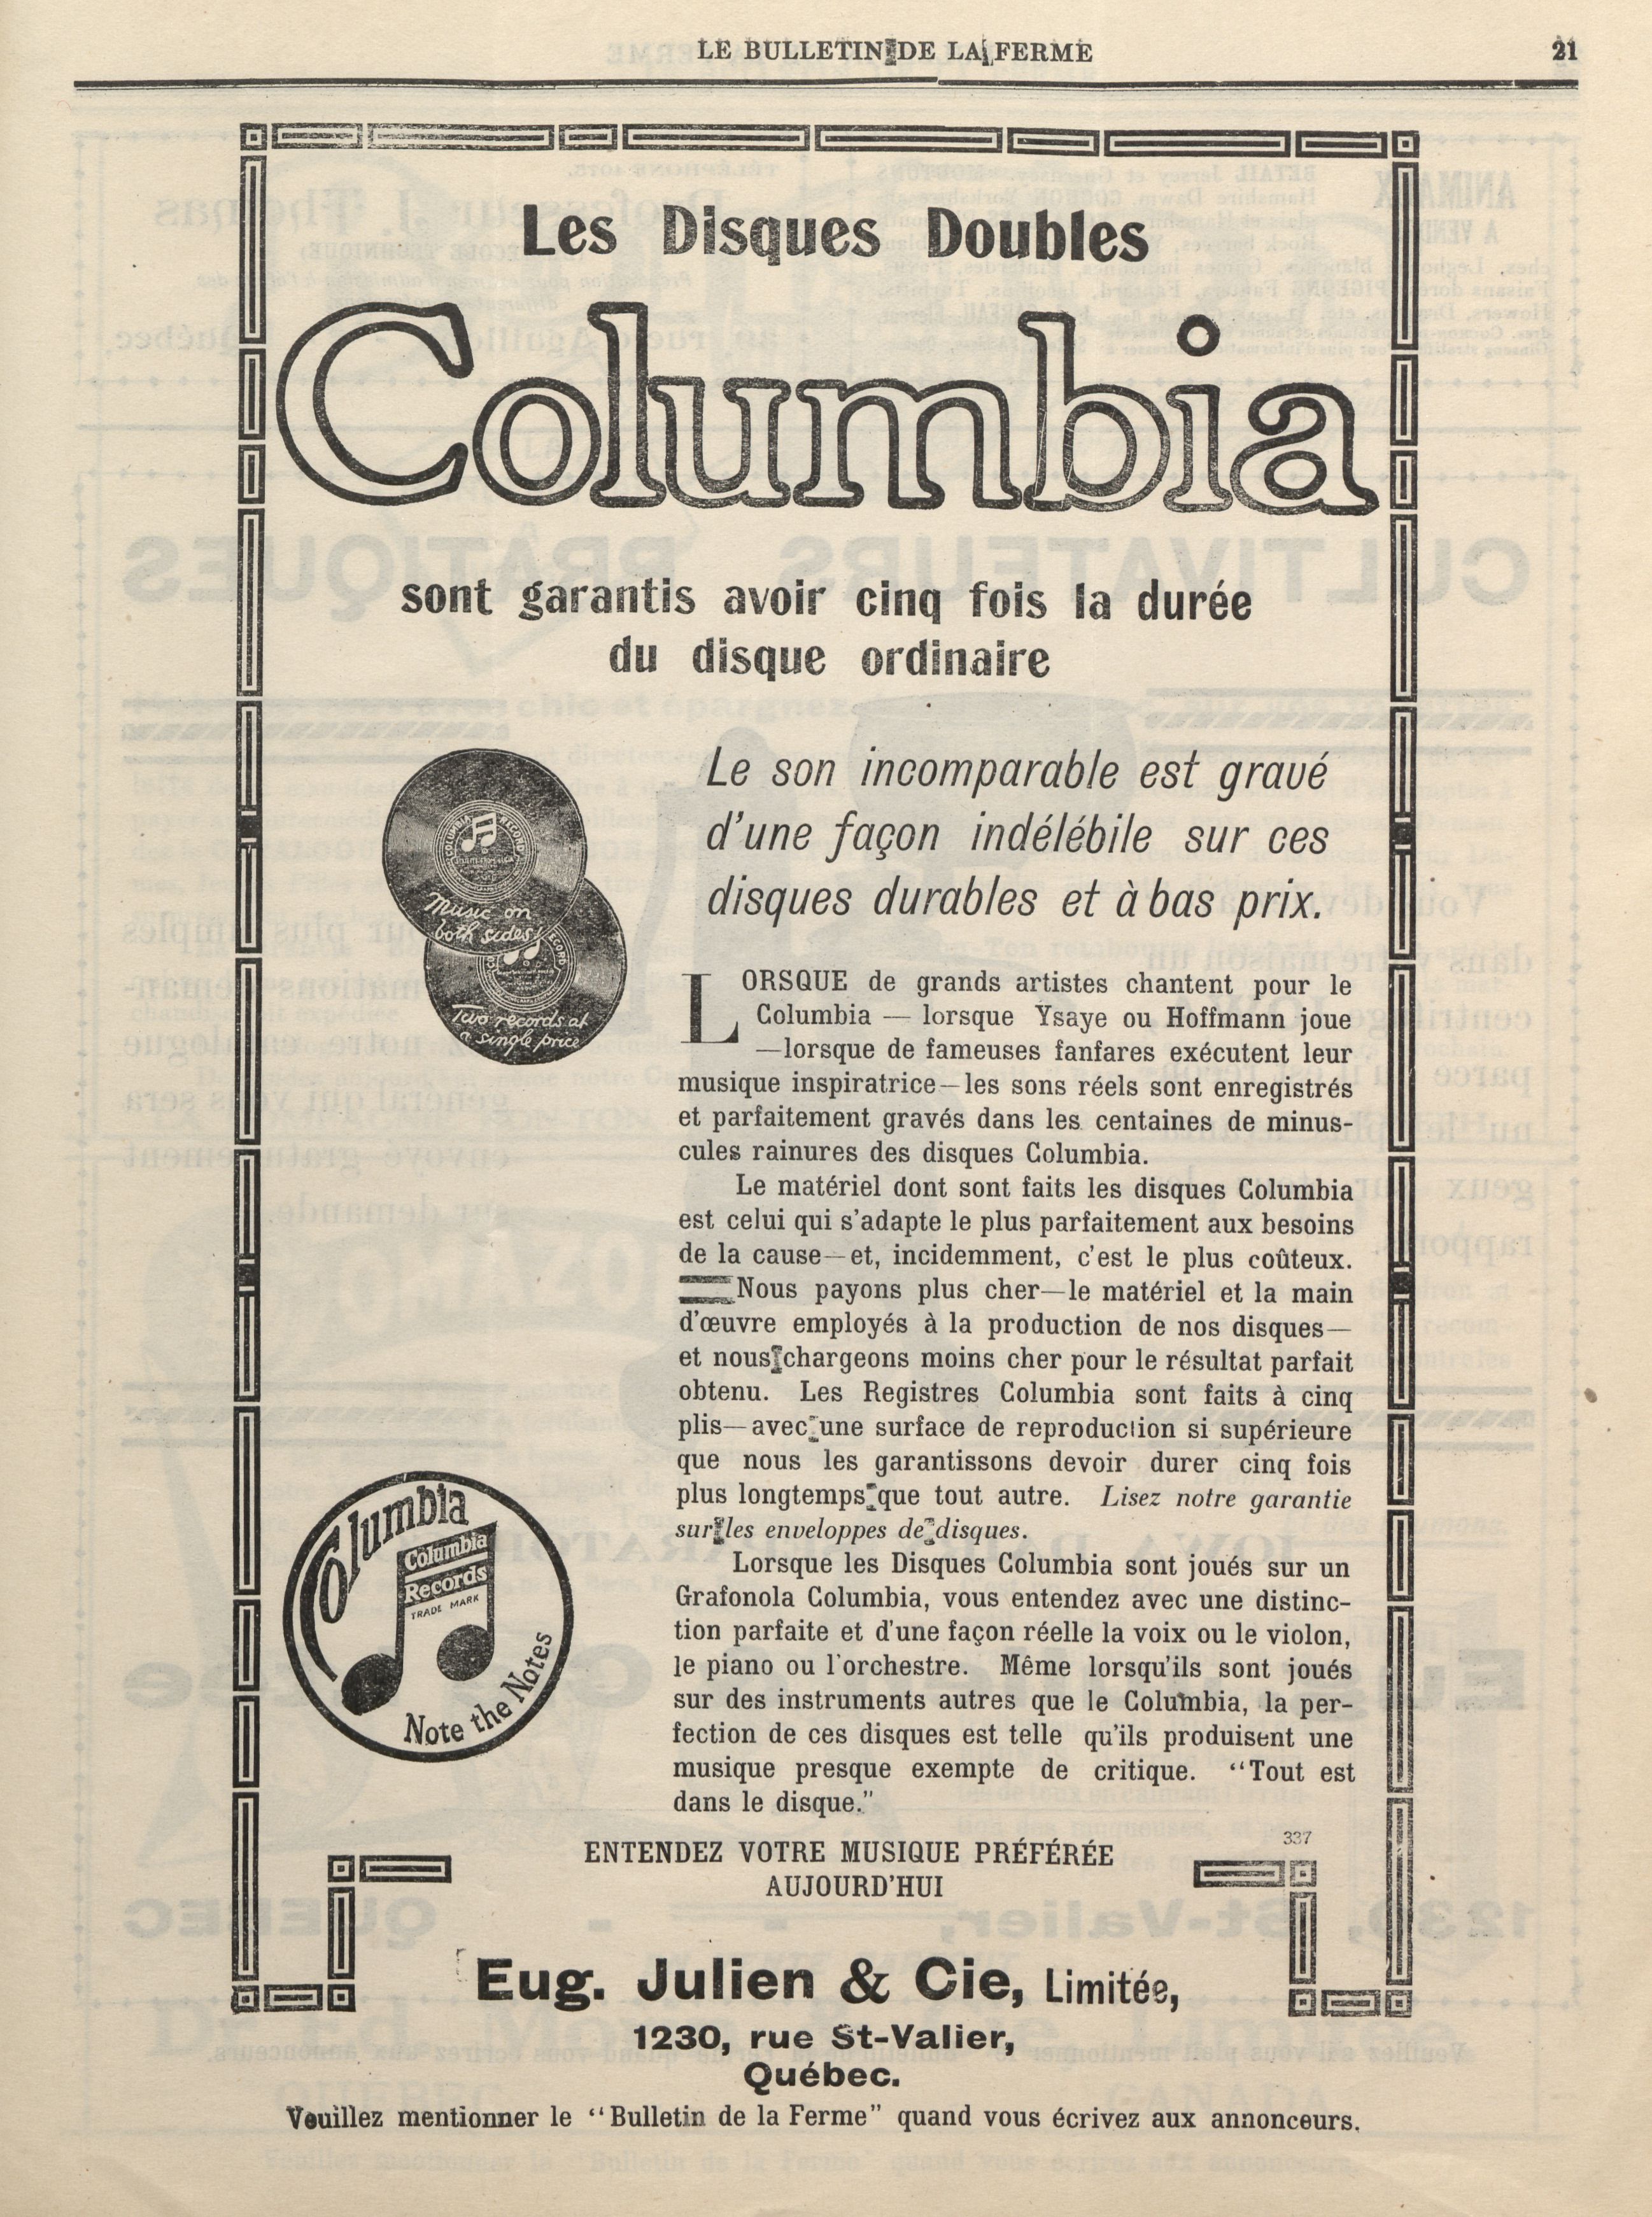 LE BULLETIN DE LA FERME
21
Les Disques Doubles
Columbia
sont garantis avoir cinq fois la durée
du disque ordinaire
Le son incomparable est gravé
d'une façon indélébile sur ces
disques durables et à bas prix.
COLUMBIA RECORD
Music on
both sides!
Two records at
a single price
LORSQUE de grands artistes chantent pour le
Columbia — lorsque Ysaye ou Hoffmann joue
—lorsque de fameuses fanfares exécutent leur
musique inspiratrice—les sons réels sont enregistrés
et parfaitement gravés dans les centaines de minus-
cules rainures des disques Columbia.
Le matériel dont sont faits les disques Columbia
est celui qui s'adapte le plus parfaitement aux besoins
de la cause—et, incidemment, c'est le plus coûteux.
Nous payons plus cher—le matériel et la main
d'œuvre employés à la production de nos disques—
et nous chargeons moins cher pour le résultat parfait
obtenu. Les Registres Columbia sont faits à cinq
plis—avec une surface de reproduction si supérieure
que nous les garantissons devoir durer cinq fois
plus longtemps que tout autre. Lisez notre garantie
sur les enveloppes de disques.
Lorsque les Disques Columbia sont joués sur un
Grafonola Columbia, vous entendez avec une distinc-
tion parfaite et d'une façon réelle la voix ou le violon,
le piano ou l'orchestre. Même lorsqu'ils sont joués
sur des instruments autres que le Columbia, la per-
fection de ces disques est telle qu'ils produisent une
musique presque exempte de critique. "Tout est
dans le disque."
Columbia
Columbia
Records
TRADE MARK
Note the Notes
337
ENTENDEZ VOTRE MUSIQUE PRÉFÉRÉE
AUJOURD'HUI
Eug. Julien & Cie, Limitée,
1230, rue St-Valier,
Québec.
Veuillez mentionner le "Bulletin de la Ferme" quand vous écrivez aux annonceurs.